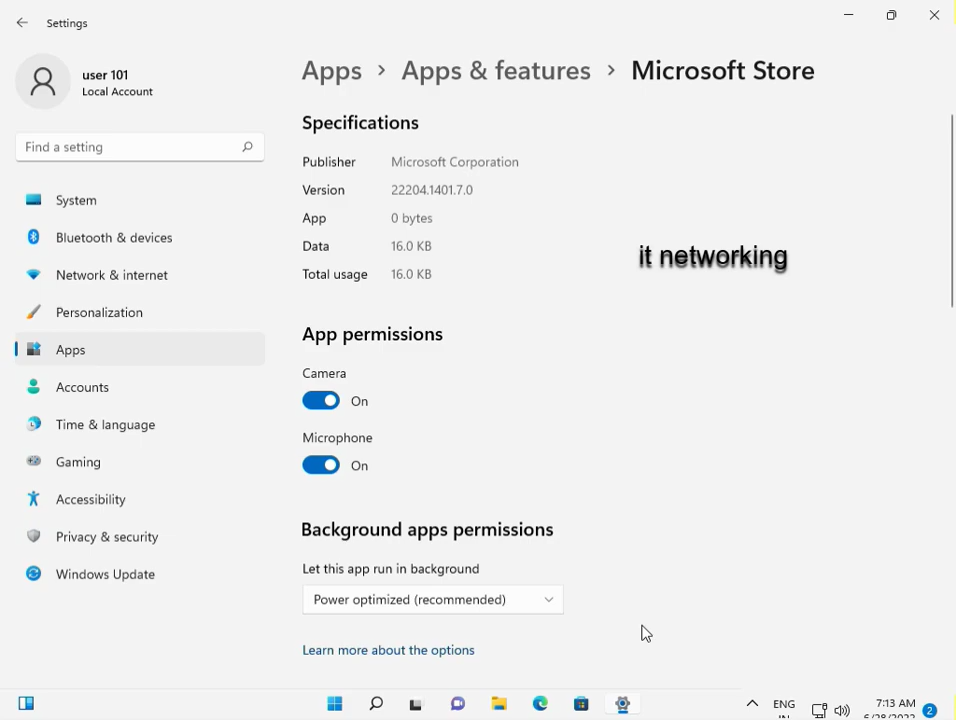 Settings
user 101
Local Account
Find a setting
System
Bluetooth & devices
Network & internet
Personalization
Apps
Accounts
Time & language
Gaming
Accessibility
Privacy & security
Windows Update
Apps > Apps & features > Microsoft Store
Specifications
Publisher Microsoft Corporation
Version 22204.1401.7.0
App 0 bytes
Data 16.0 KB
Total usage 16.0 KB
it networking
App permissions
Camera
On
Microphone
On
Background apps permissions
Let this app run in background
Power optimized (recommended)
Learn more about the options
ENG
IN
7:13 AM
6/28/2022
2